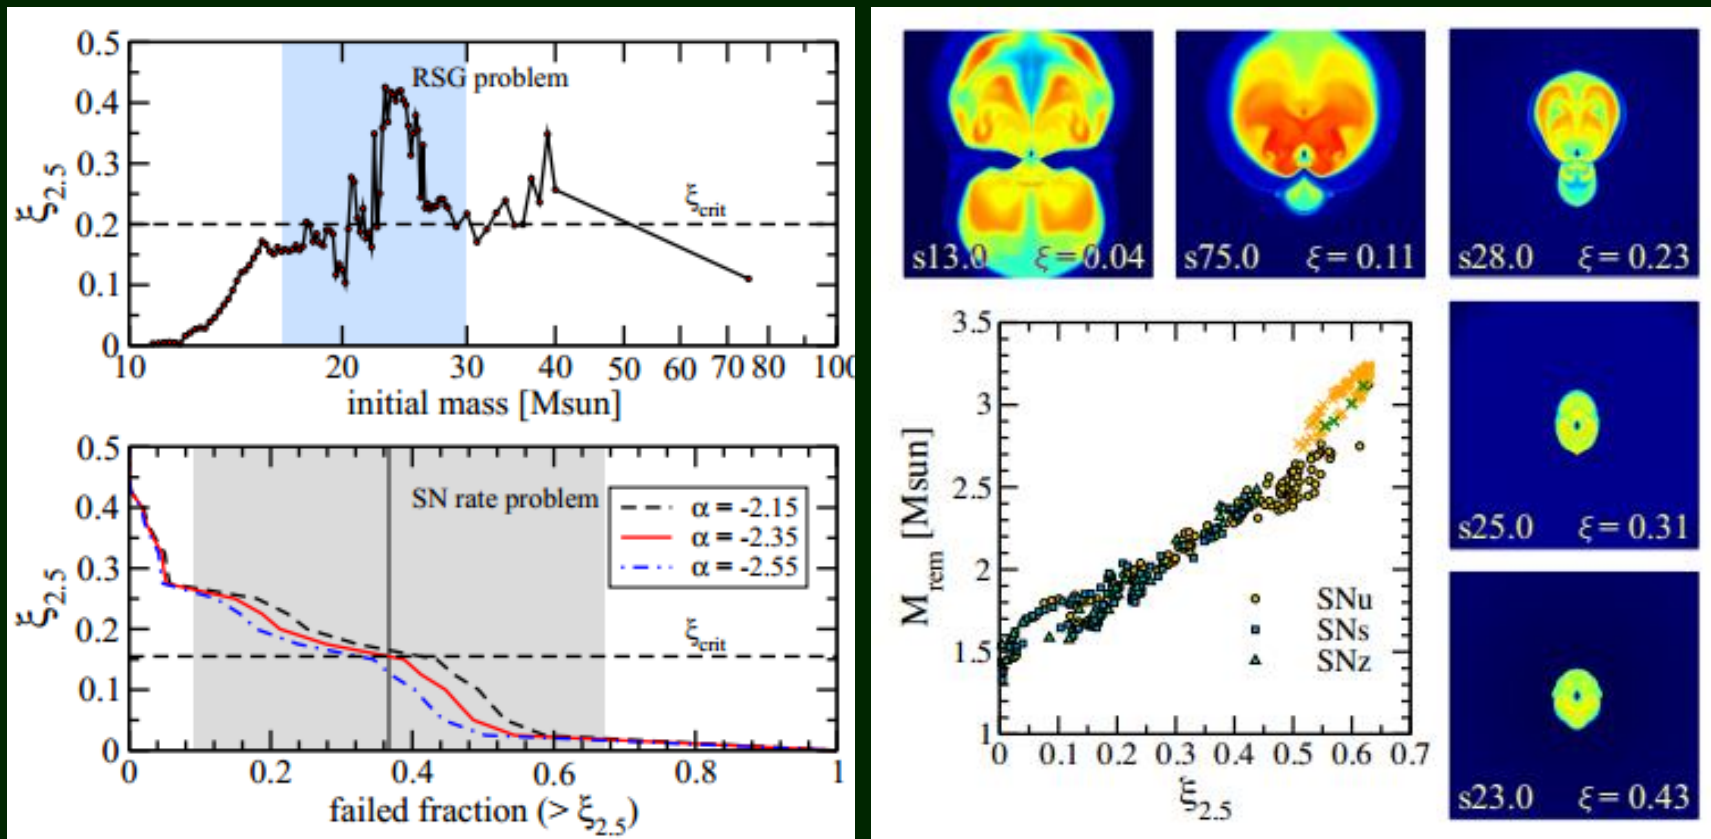 0.5
0.4
0.3
0.2
0.1
0
ξ2.5
RSG problem
ξcrit
10 20 30 40 50 60 70 80 100
initial mass [Msun]
0.5
0.4
0.3
0.2
0.1
0
ξ2.5
SN rate problem
α = -2.15
α = -2.35
α = -2.55
ξcrit
0 0.2 0.4 0.6 0.8 1
failed fraction (> ξ2.5)
s13.0 ξ = 0.04
s75.0 ξ = 0.11
s28.0 ξ = 0.23
3.5
3
2.5
2
1.5
1
Mrem [Msun]
SNu
SNs
SNz
0 0.1 0.2 0.3 0.4 0.5 0.6 0.7
ξ2.5
s25.0 ξ = 0.31
s23.0 ξ = 0.43